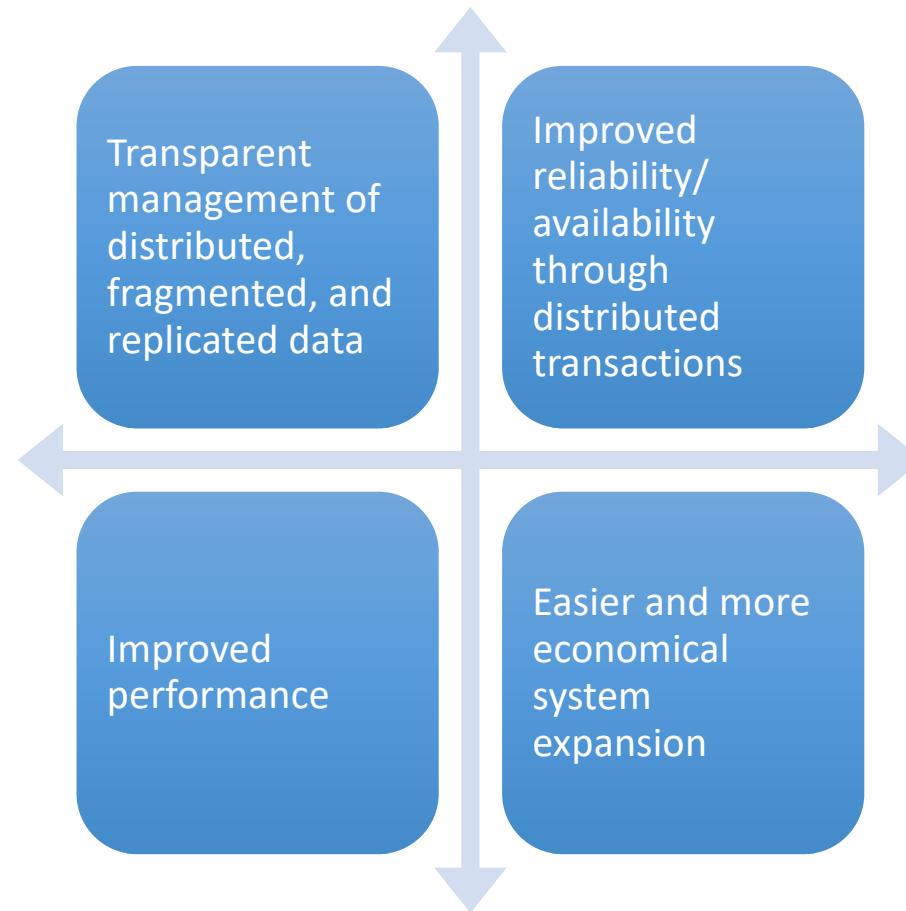 Transparent
management of
distributed,
fragmented, and
replicated data
Improved
reliability/
availability
through
distributed
transactions
Improved
performance
Easier and more
economical
system
expansion